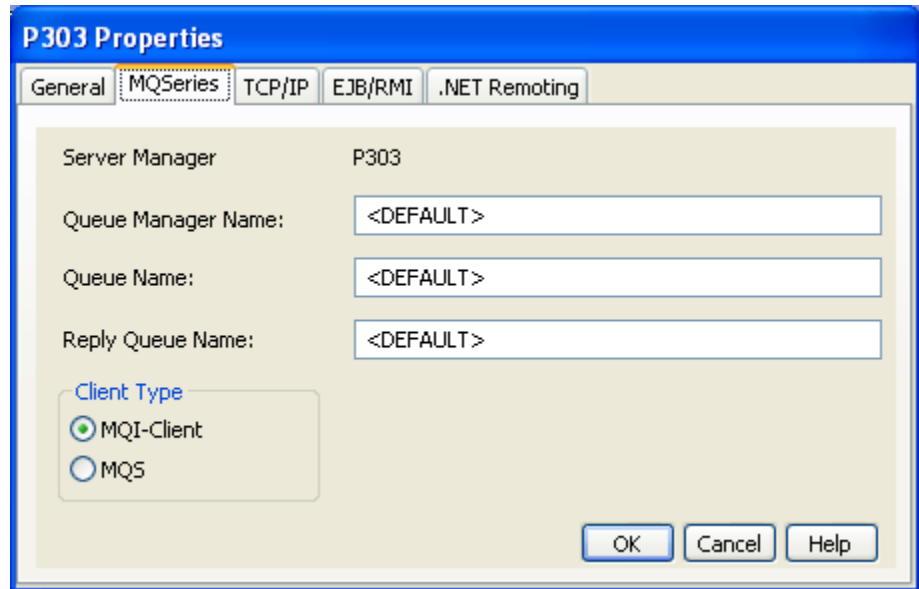 P303 Properties
General MQSeries TCP/IP EJB/RMI .NET Remoting
Server Manager P303
Queue Manager Name: <DEFAULT>
Queue Name: <DEFAULT>
Reply Queue Name: <DEFAULT>
Client Type
MQI-Client
MQS
OK Cancel Help